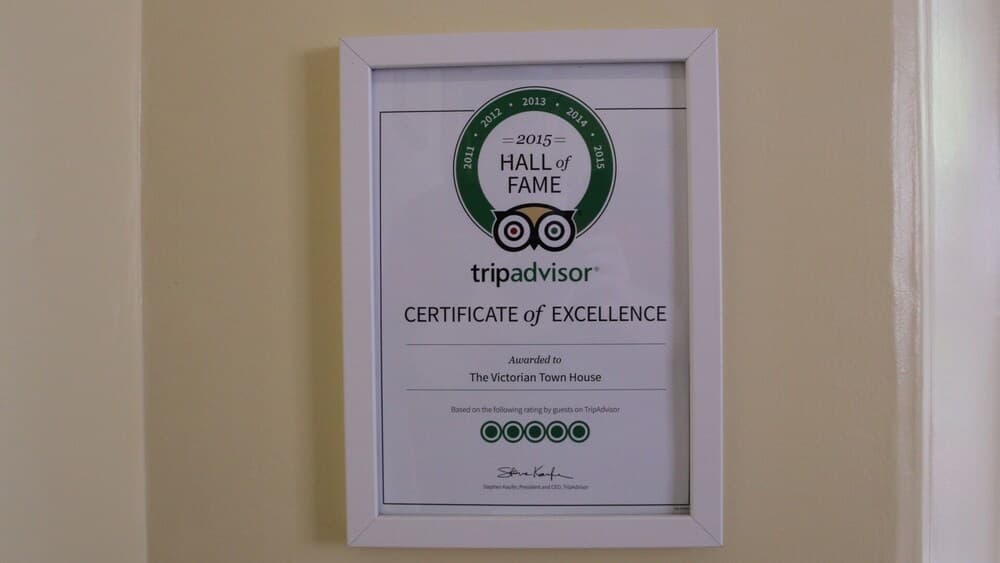 2011 • 2012 • 2013 • 2014 • 2015
=2015=
HALL of
FAME
tripadvisor®
CERTIFICATE of EXCELLENCE
Awarded to
The Victorian Town House
Based on the following rating by guests on TripAdvisor
Stephen Kaufer, President and CEO, TripAdvisor